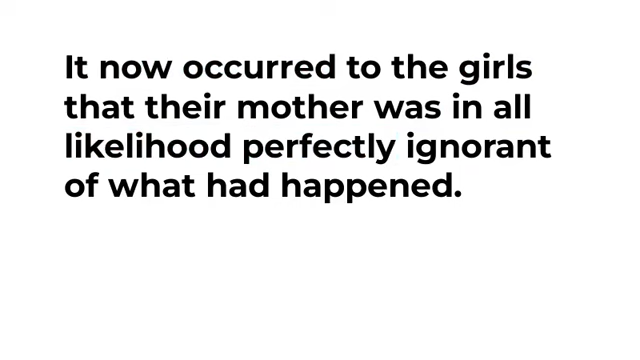 It now occurred to the girls
that their mother was in all
likelihood perfectly ignorant
of what had happened.